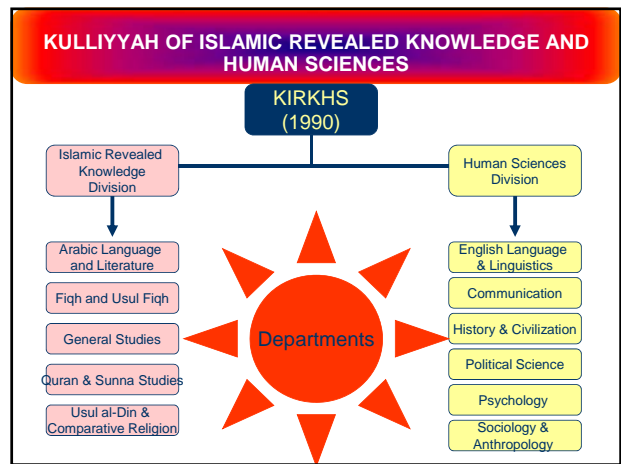 KULLIYYAH OF ISLAMIC REVEALED KNOWLEDGE AND
HUMAN SCIENCES
KIRKHS
(1990)
Islamic Revealed
Knowledge
Division
Human Sciences
Division
Arabic Language
and Literature
Fiqh and Usul Fiqh
General Studies
Quran & Sunna Studies
Usul al-Din &
Comparative Religion
Departments
English Language
& Linguistics
Communication
History & Civilization
Political Science
Psychology
Sociology &
Anthropology